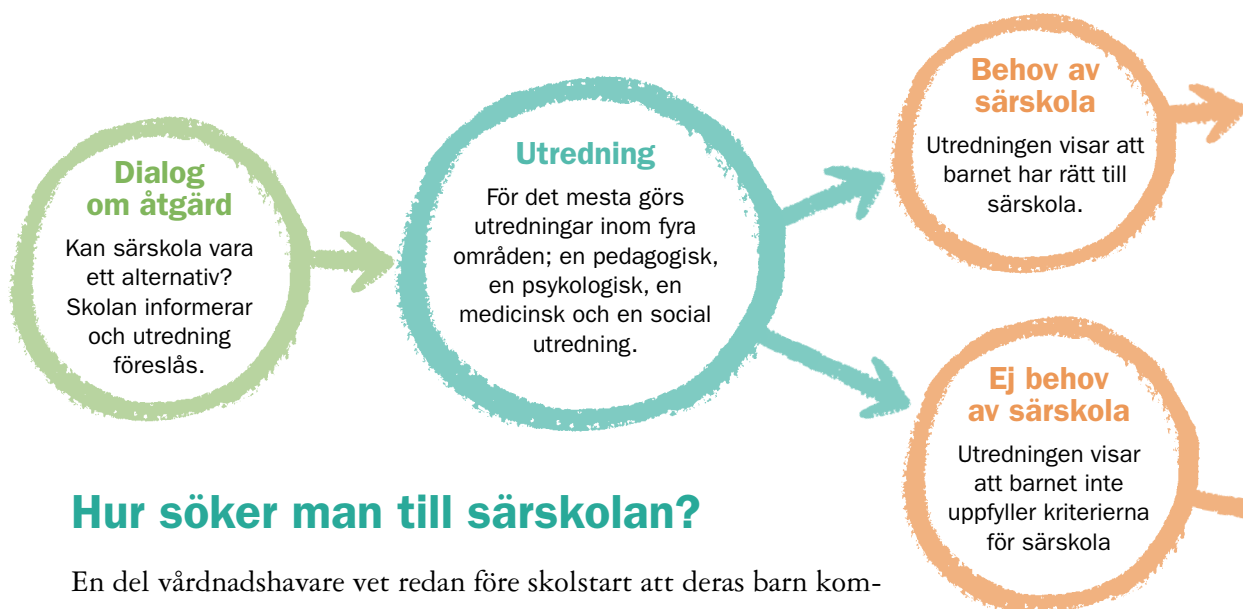 Dialog
om åtgärd
Kan särskola vara
ett alternativ?
Skolan informerar
och utredning
föreslås.
Utredning
För det mesta görs
utredningar inom fyra
områden; en pedagogisk,
en psykologisk, en
medicinsk och en social
utredning.
Behov av
särskola
Utredningen visar att
barnet har rätt till
särskola.
Ej behov
av särskola
Utredningen visar
att barnet inte
uppfyller kriterierna
för särskola
Hur söker man till särskolan?
En del vårdnadshavare vet redan före skolstart att deras barn kom-